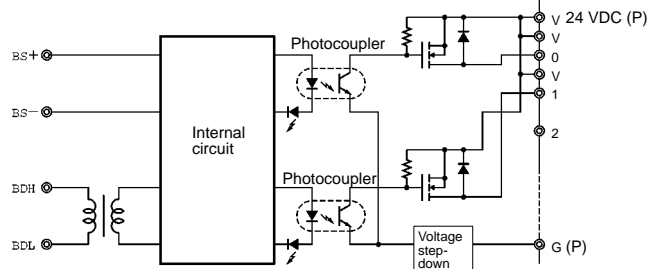 V 24 VDC (P)
V
Photocoupler
BS+
0
V
1
BS−
Internal
circuit
2
Photocoupler
BDH
BDL
Voltage
step-
down
G (P)